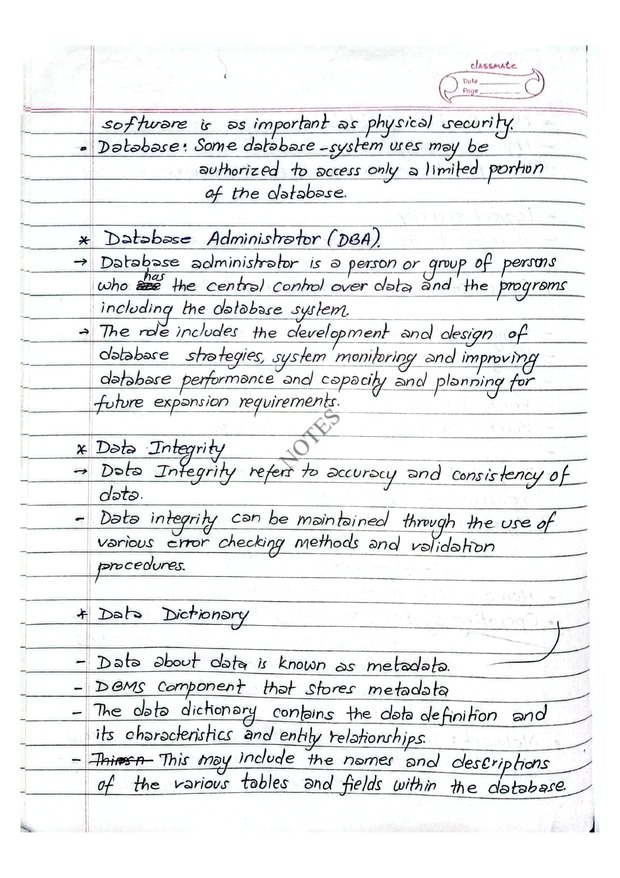 classmate
Date
Page
software is as important as physical security.
• Database: Some database-system uses may be
authorized to access only a limited portion
of the database.
* Database Administrator (DBA).
→ Database administrator is a person or group of persons
who has the central control over data and the programs
including the database system.
→ The role includes the development and design of
database strategies, system monitoring and improving
database performance and capacity and planning for
future expansion requirements.
NOTES
* Data Integrity
→ Data Integrity refers to accuracy and consistency of
data.
- Data integrity can be maintained through the use of
various error checking methods and validation
procedures.
* Data Dictionary
- Data about data is known as metadata.
- DBMS component that stores metadata
- The data dictionary contains the data definition and
its characteristics and entity relationships.
- This may include the names and descriptions
of the various tables and fields within the database.